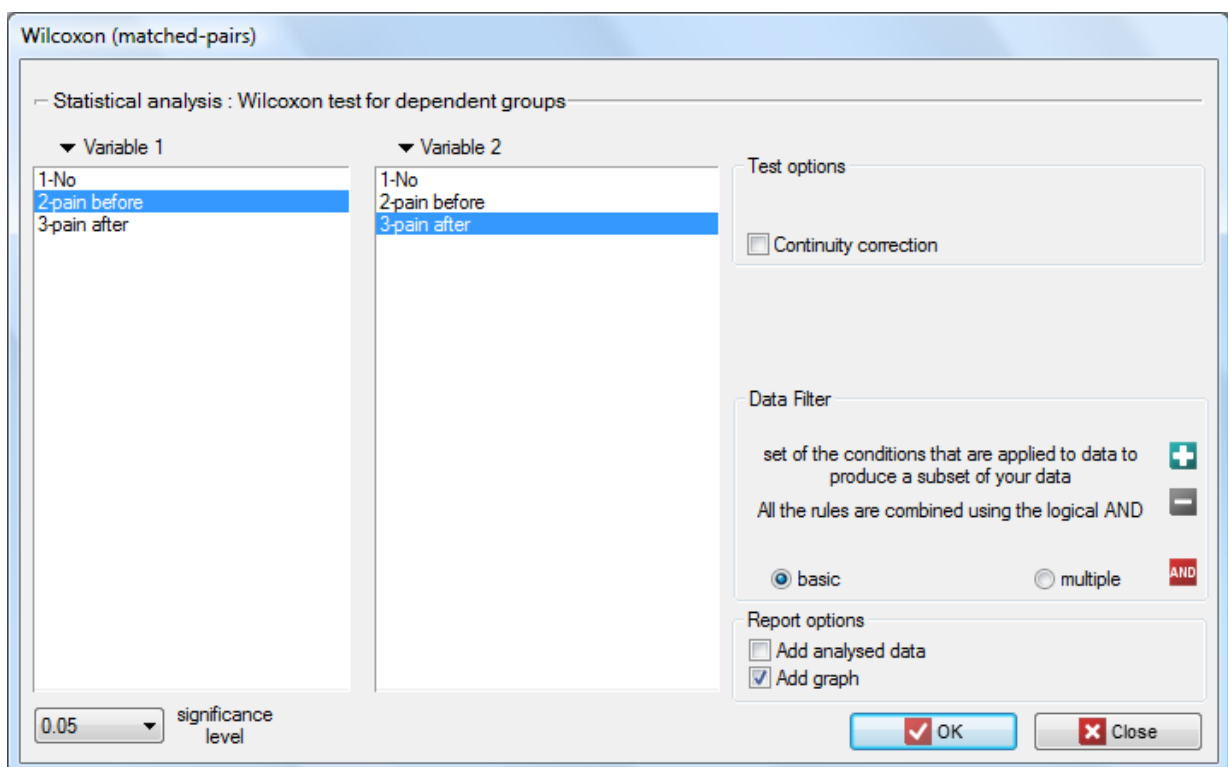 Wilcoxon (matched-pairs)
Statistical analysis : Wilcoxon test for dependent groups
Variable 1
1-No
2-pain before
3-pain after
Variable 2
1-No
2-pain before
3-pain after
Test options
Continuity correction
Data Filter
set of the conditions that are applied to data to
produce a subset of your data
All the rules are combined using the logical AND
basic
multiple
AND
Report options
Add analysed data
Add graph
0.05
significance
level
OK
Close